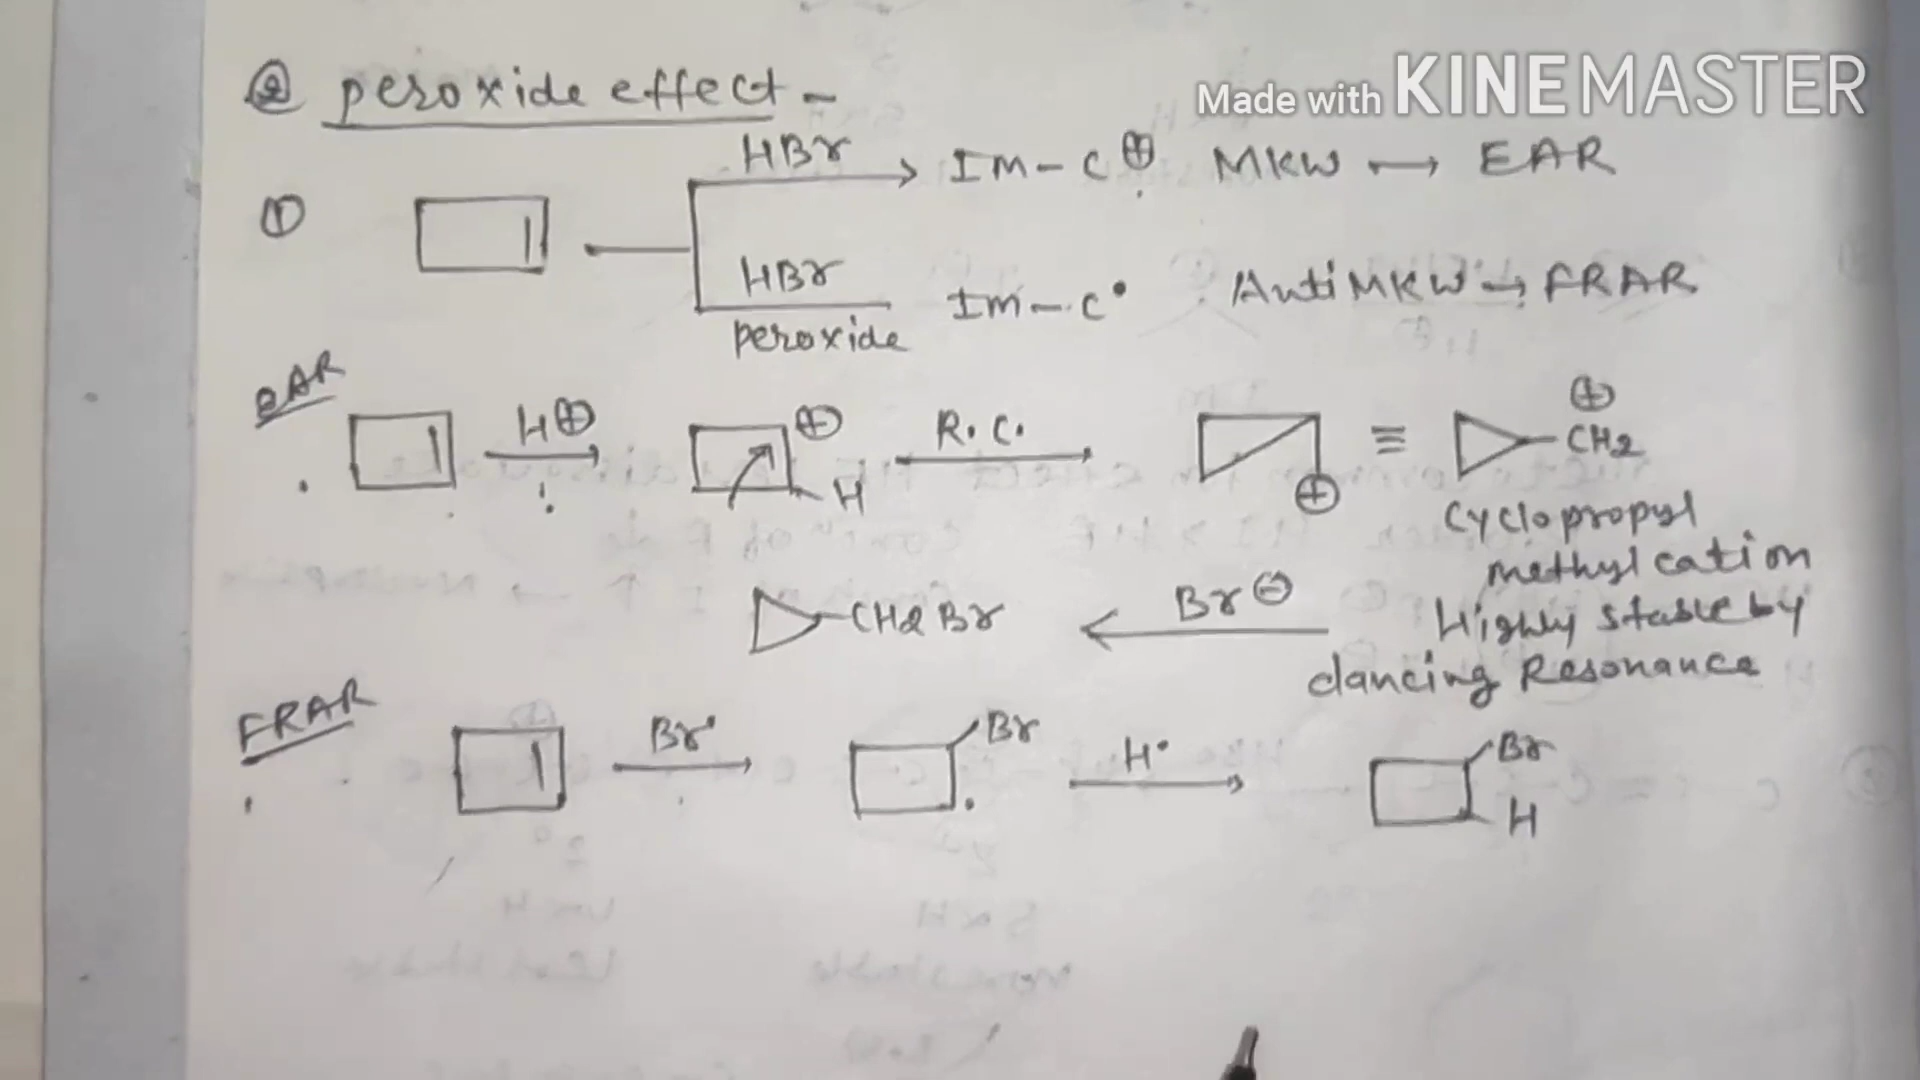 ② peroxide effect -
Made with KINEMASTER
HBr → Im - C⊕ MKW → EAR
①
HBr
peroxide Im - C• AntiMKW → FRAR
EAR
H⊕ ⊕ H R.C. ⊕ ≡ ⊕ CH2
Cyclopropyl
methyl cation
Highly stable by
dancing Resonance
CH2Br Br⊖
FRAR
Br• Br • H• Br H